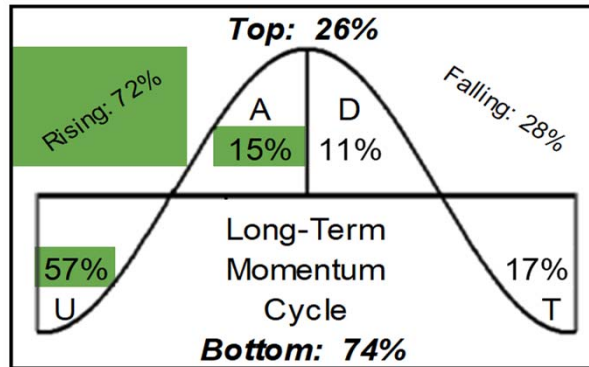 Top: 26%
Rising: 72%
Falling: 28%
A
D
15%
11%
Long-Term
57%
Momentum
17%
U
Cycle
T
Bottom: 74%